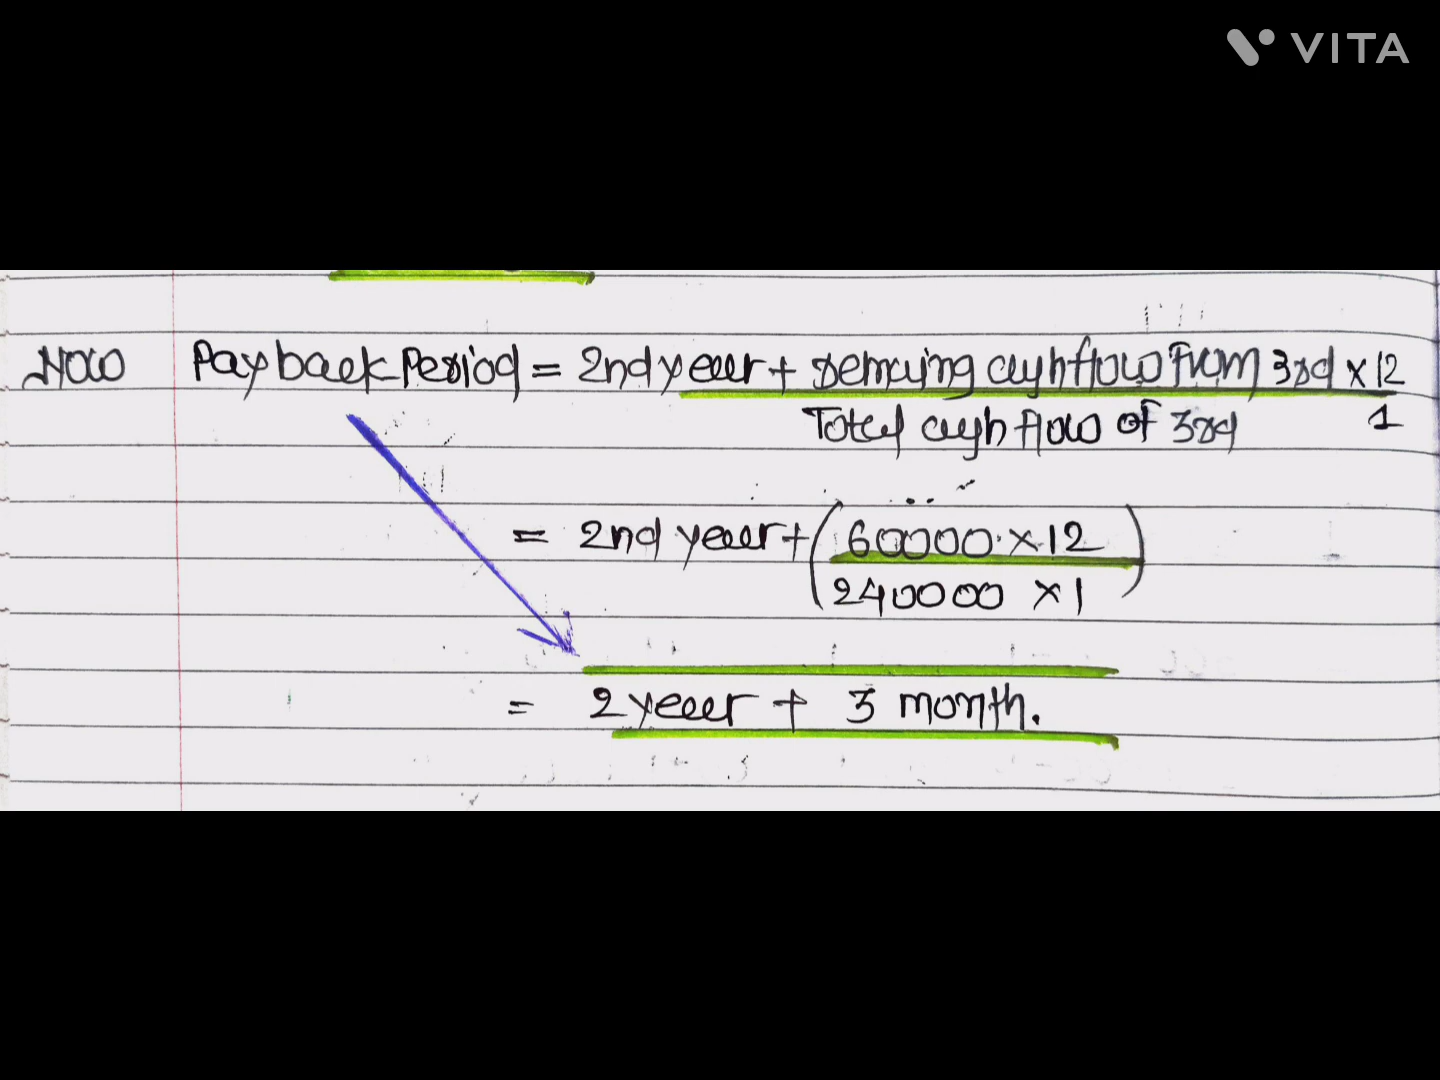 VITA
Now Payback Period = 2nd year + Remaing cashflow From 3rd × 12
Total cash flow of 3rd 1
= 2nd year + (60000 × 12
240000 × 1)
= 2 year + 3 month.